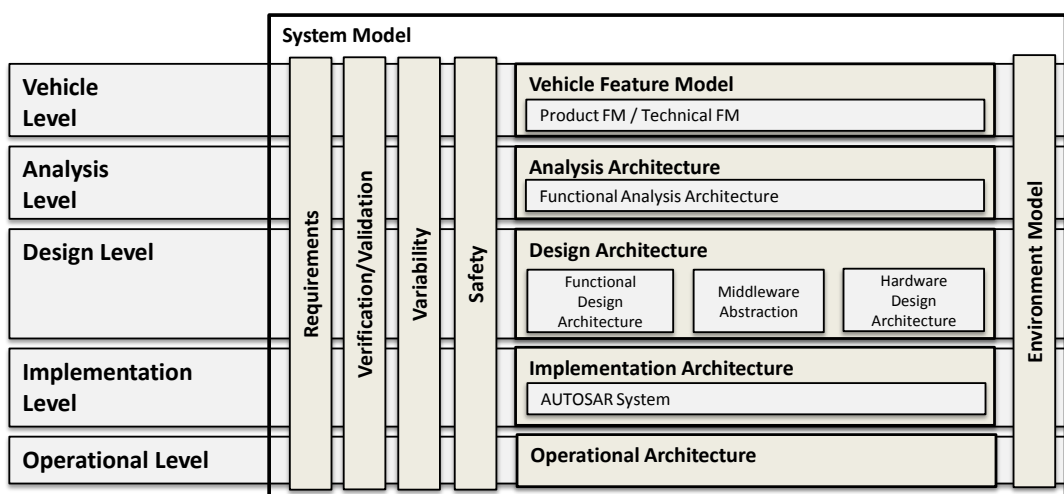 System Model
Vehicle
Level
Vehicle Feature Model
Product FM / Technical FM
Analysis
Level
Analysis Architecture
Functional Analysis Architecture
Design Level
Design Architecture
Functional
Design
Architecture
Middleware
Abstraction
Hardware
Design
Architecture
Implementation
Level
Implementation Architecture
AUTOSAR System
Operational Level
Operational Architecture
Requirements
Verification/Validation
Variability
Safety
Environment Model